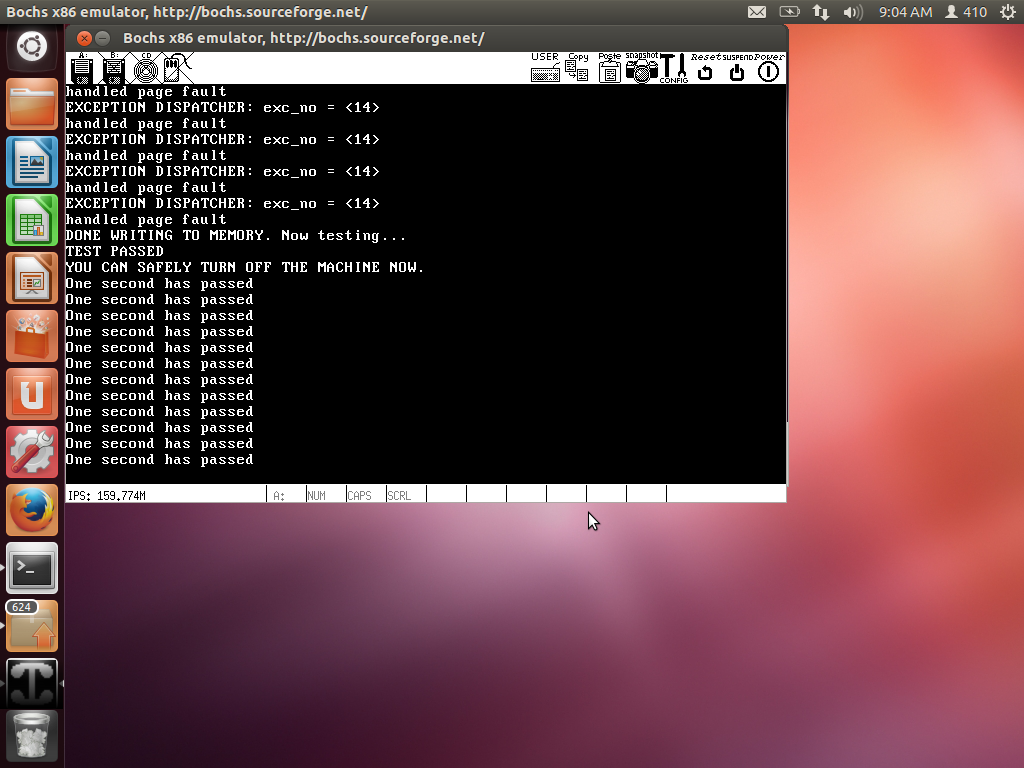 Bochs x86 emulator, http://bochs.sourceforge.net/
9:04 AM
410
Bochs x86 emulator, http://bochs.sourceforge.net/
A:
B:
CD
USER
Copy
Paste
snapshot
CONFIG
Reset
SUSPEND
Power
handled page fault
EXCEPTION DISPATCHER: exc_no = <14>
handled page fault
EXCEPTION DISPATCHER: exc_no = <14>
handled page fault
EXCEPTION DISPATCHER: exc_no = <14>
handled page fault
EXCEPTION DISPATCHER: exc_no = <14>
handled page fault
DONE WRITING TO MEMORY. Now testing...
TEST PASSED
YOU CAN SAFELY TURN OFF THE MACHINE NOW.
One second has passed
One second has passed
One second has passed
One second has passed
One second has passed
One second has passed
One second has passed
One second has passed
One second has passed
One second has passed
One second has passed
One second has passed
IPS: 159.774M
A:
NUM
CAPS
SCRL
>_
624